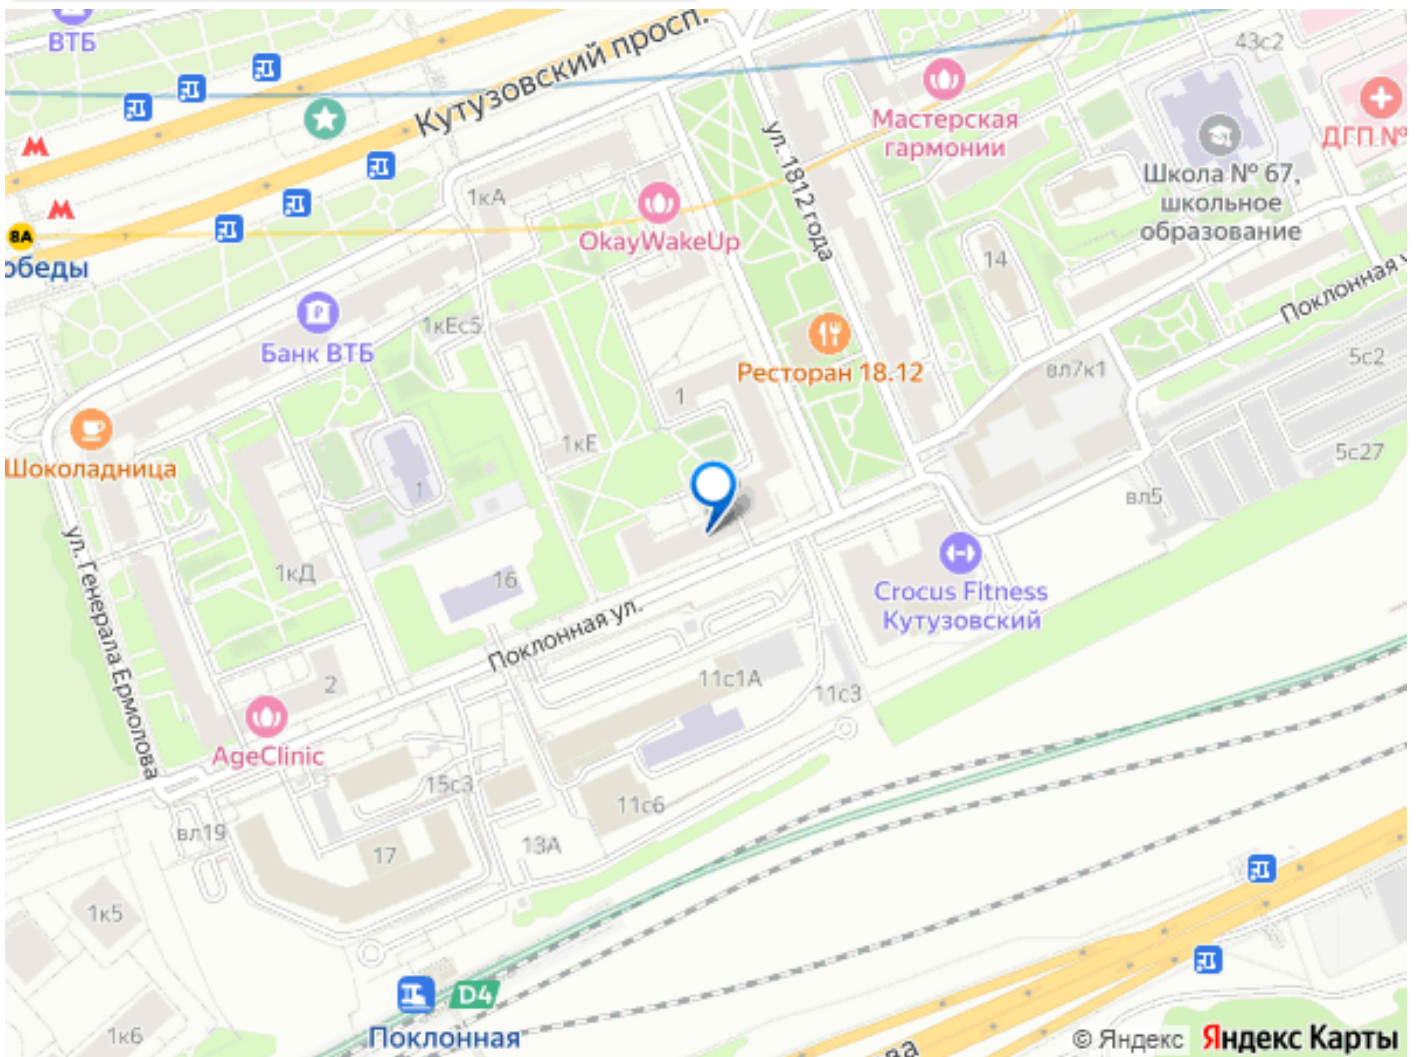 ВТБ
Кутузовский просп.
43с2
Мастерская
гармонии
ДГП №
ул. 1812 года
Школа № 67,
школьное
образование
1кА
OkayWakeUp
8А
обеды
14
Поклонная у
1кЕс5
Банк ВТБ
Ресторан 18.12
5с2
вл7к1
1
1кЕ
Шоколадница
5с27
1
вл5
ул. Генерала Ермолова
1кД
16
Crocus Fitness
Кутузовский
Поклонная ул.
2
11с1А
11с3
AgeClinic
15с3
11с6
вл19
13А
17
1к5
D4
Поклонная
1к6
ва
© Яндекс Яндекс Карты